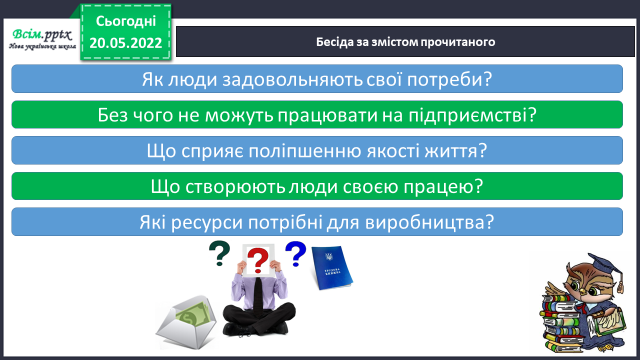 Всім.pptx
Нова українська школа
Сьогодні
20.05.2022
Бесіда за змістом прочитаного
Як люди задовольняють свої потреби?
Без чого не можуть працювати на підприємстві?
Що сприяє поліпшенню якості життя?
Що створюють люди своєю працею?
Які ресурси потрібні для виробництва?
? ? ?